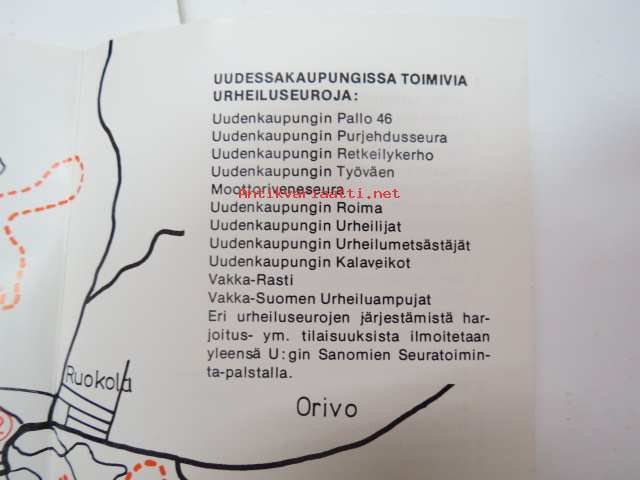 UUDESSAKAUPUNGISSA TOIMIVIA
URHEILUSEUROJA:
Uudenkaupungin Pallo 46
Uudenkaupungin Purjehdusseura
Uudenkaupungin Retkeilykerho
Uudenkaupungin Työväen
Moottoriveneseura
Antikvariaatti.net
Uudenkaupungin Roima
Uudenkaupungin Urheilijat
Uudenkaupungin Urheilumetsästäjät
Uudenkaupungin Kalaveikot
Vakka-Rasti
Vakka-Suomen Urheiluampujat
Eri urheiluseurojen järjestämistä har-
joitus- ym. tilaisuuksista ilmoitetaan
yleensä U:gin Sanomien Seuratoimin-
ta-palstalla.
Ruokola
Orivo